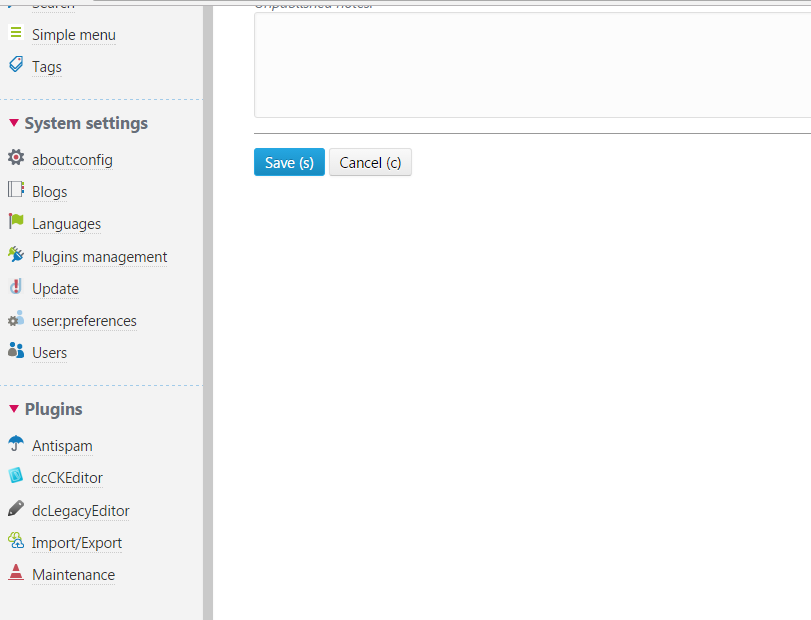 Search
Simple menu
Tags
System settings
about:config
Blogs
Languages
Plugins management
Update
user:preferences
Users
Plugins
Antispam
dcCKEditor
dcLegacyEditor
Import/Export
Maintenance
Unpublished notes:
Save (s)
Cancel (c)